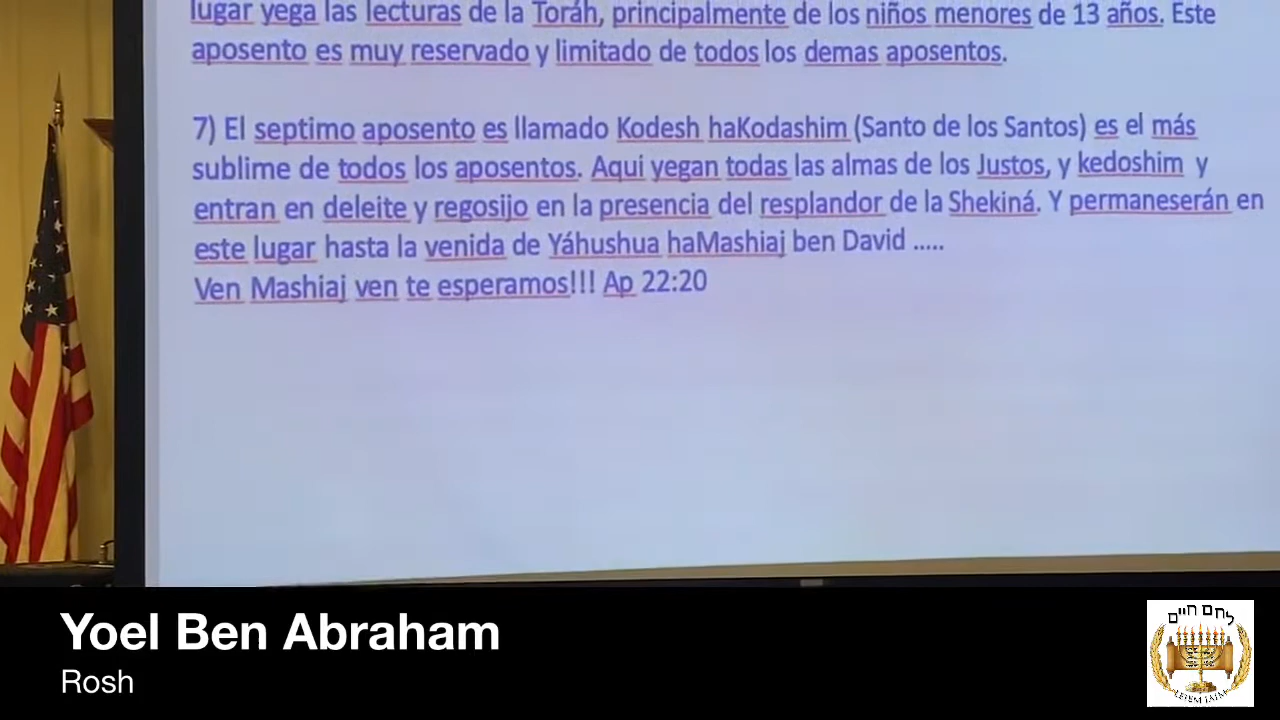 lugar yega las lecturas de la Toráh, principalmente de los niños menores de 13 años. Este
aposento es muy reservado y limitado de todos los demas aposentos.
7) El septimo aposento es llamado Kodesh haKodashim (Santo de los Santos) es el más
sublime de todos los aposentos. Aqui yegan todas las almas de los Justos, y kedoshim y
entran en deleite y regosijo en la presencia del resplandor de la Shekiná. Y permaneserán en
este lugar hasta la venida de Yáhushua haMashiaj ben David .....
Ven Mashiaj ven te esperamos!!! Ap 22:20
Yoel Ben Abraham
Rosh
לחם חיים
LEJEM JAIM